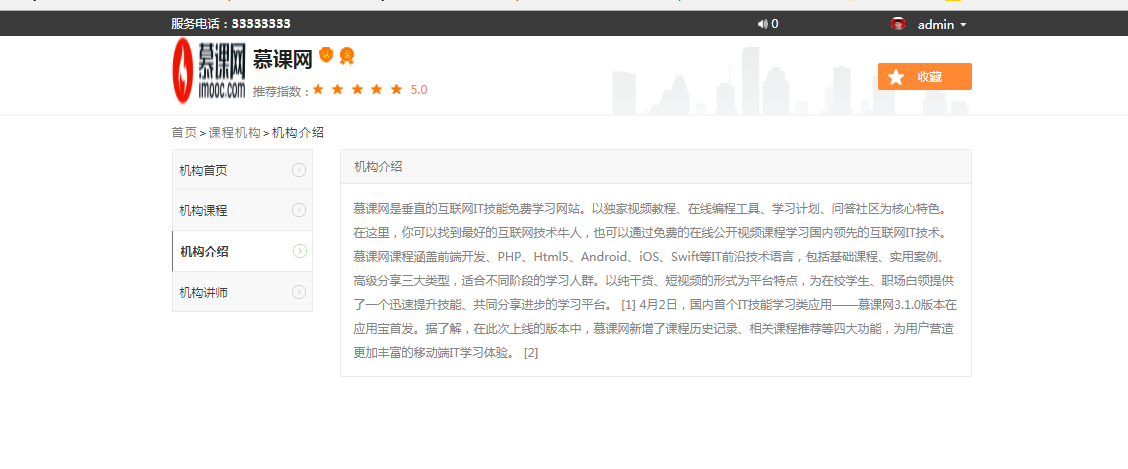 服务电话：33333333
0
admin
慕课网
imooc.com
慕课网
推荐指数：
5.0
收藏
首页>课程机构>机构介绍
机构首页
机构课程
机构介绍
机构讲师
机构介绍
慕课网是垂直的互联网IT技能免费学习网站。以独家视频教程、在线编程工具、学习计划、问答社区为核心特色。
在这里，你可以找到最好的互联网技术牛人，也可以通过免费的在线公开视频课程学习国内领先的互联网IT技术。
慕课网课程涵盖前端开发、PHP、Html5、Android、iOS、Swift等IT前沿技术语言，包括基础课程、实用案例、
高级分享三大类型，适合不同阶段的学习人群。以纯干货、短视频的形式为平台特点，为在校学生、职场白领提供
了一个迅速提升技能、共同分享进步的学习平台。 [1] 4月2日，国内首个IT技能学习类应用——慕课网3.1.0版本在
应用宝首发。据了解，在此次上线的版本中，慕课网新增了课程历史记录、相关课程推荐等四大功能，为用户营造
更加丰富的移动端IT学习体验。 [2]